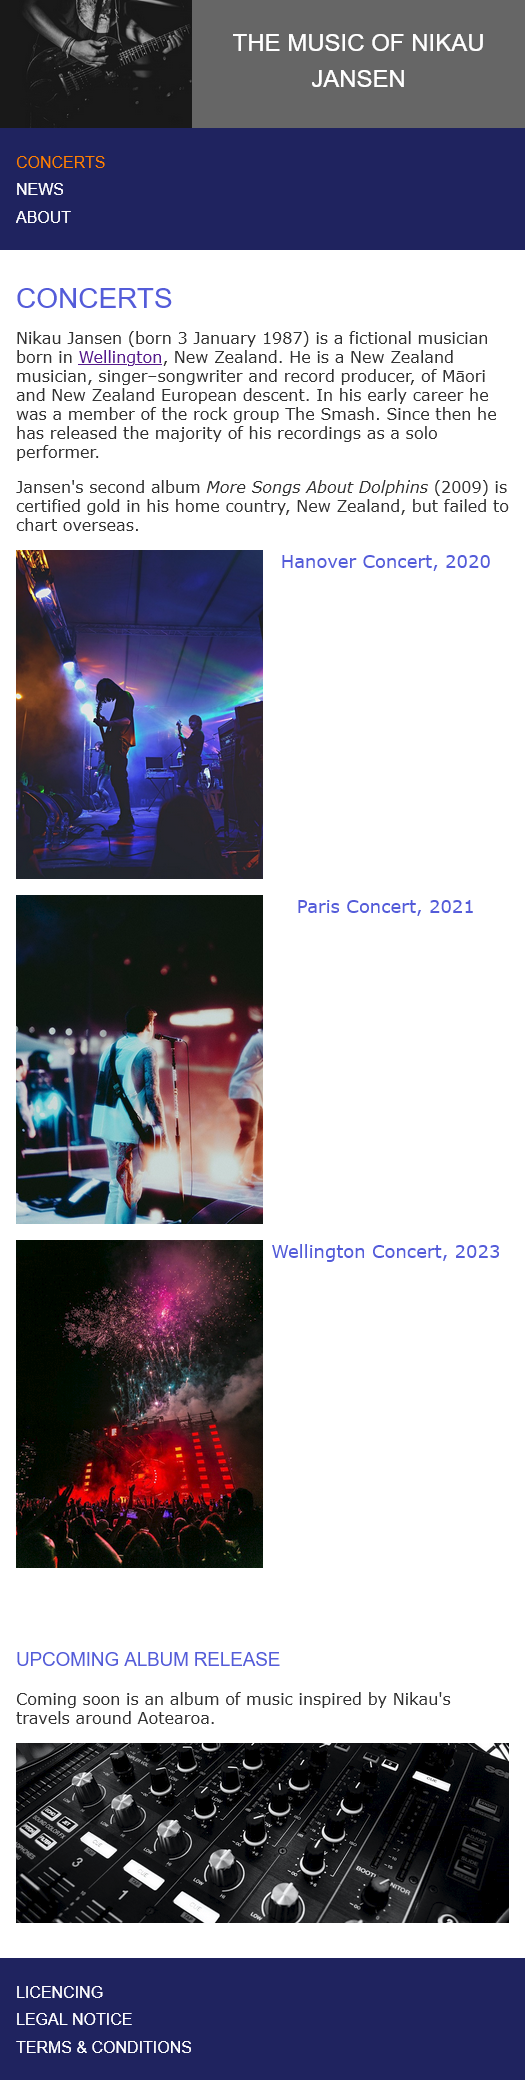 THE MUSIC OF NIKAU
JANSEN
CONCERTS
NEWS
ABOUT
CONCERTS
Nikau Jansen (born 3 January 1987) is a fictional musician
born in Wellington, New Zealand. He is a New Zealand
musician, singer–songwriter and record producer, of Māori
and New Zealand European descent. In his early career he
was a member of the rock group The Smash. Since then he
has released the majority of his recordings as a solo
performer.
Jansen's second album More Songs About Dolphins (2009) is
certified gold in his home country, New Zealand, but failed to
chart overseas.
Hanover Concert, 2020
Paris Concert, 2021
Wellington Concert, 2023
UPCOMING ALBUM RELEASE
Coming soon is an album of music inspired by Nikau's
travels around Aotearoa.
3
1
LOW
LOW
LICENCING
LEGAL NOTICE
TERMS & CONDITIONS